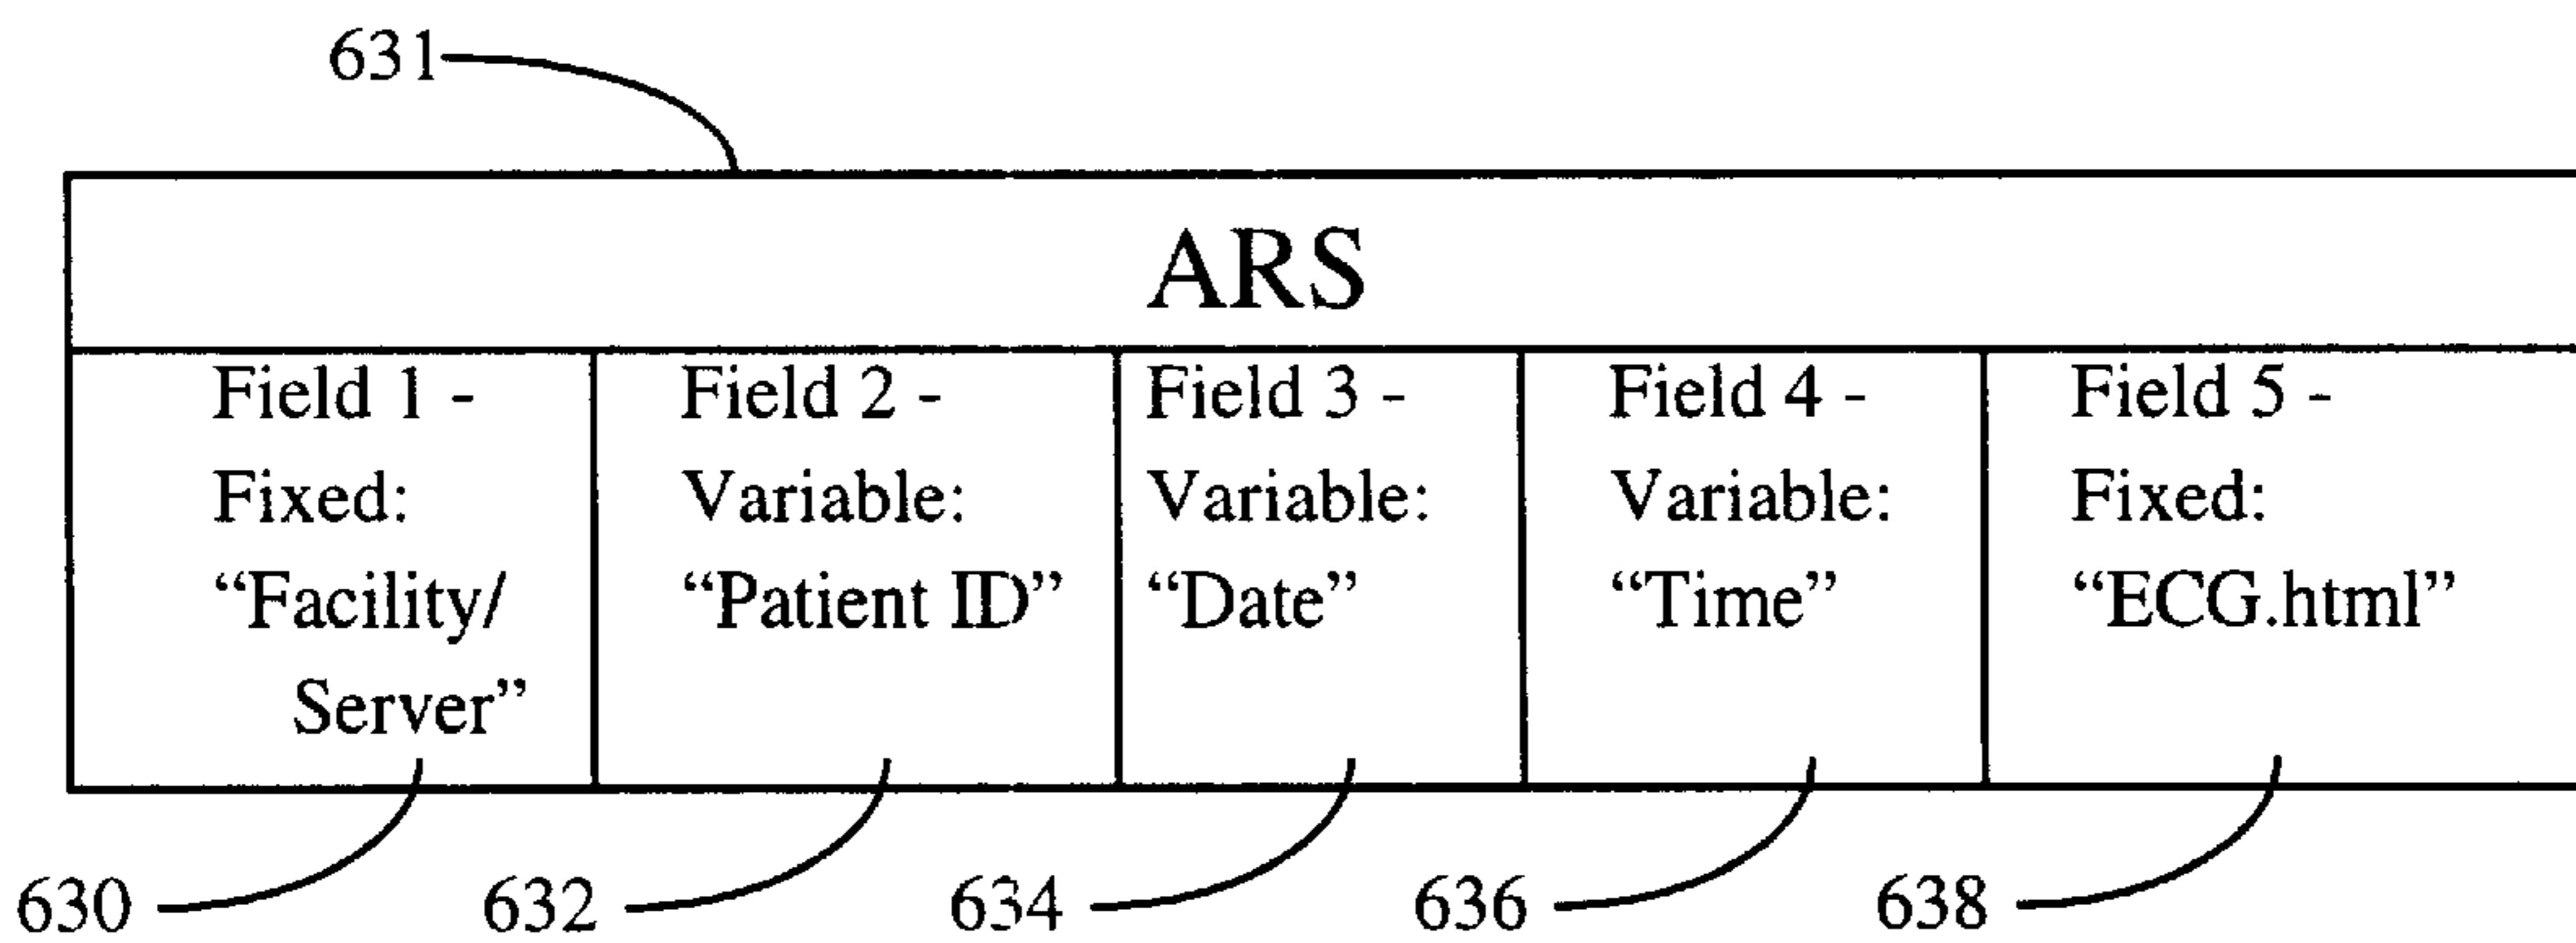 631
ARS
Field 1 -
Fixed:
“Facility/
Server”
Field 2 -
Variable:
“Patient ID”
Field 3 -
Variable:
“Date”
Field 4 -
Variable:
“Time”
Field 5 -
Fixed:
“ECG.html”
630
632
634
636
638